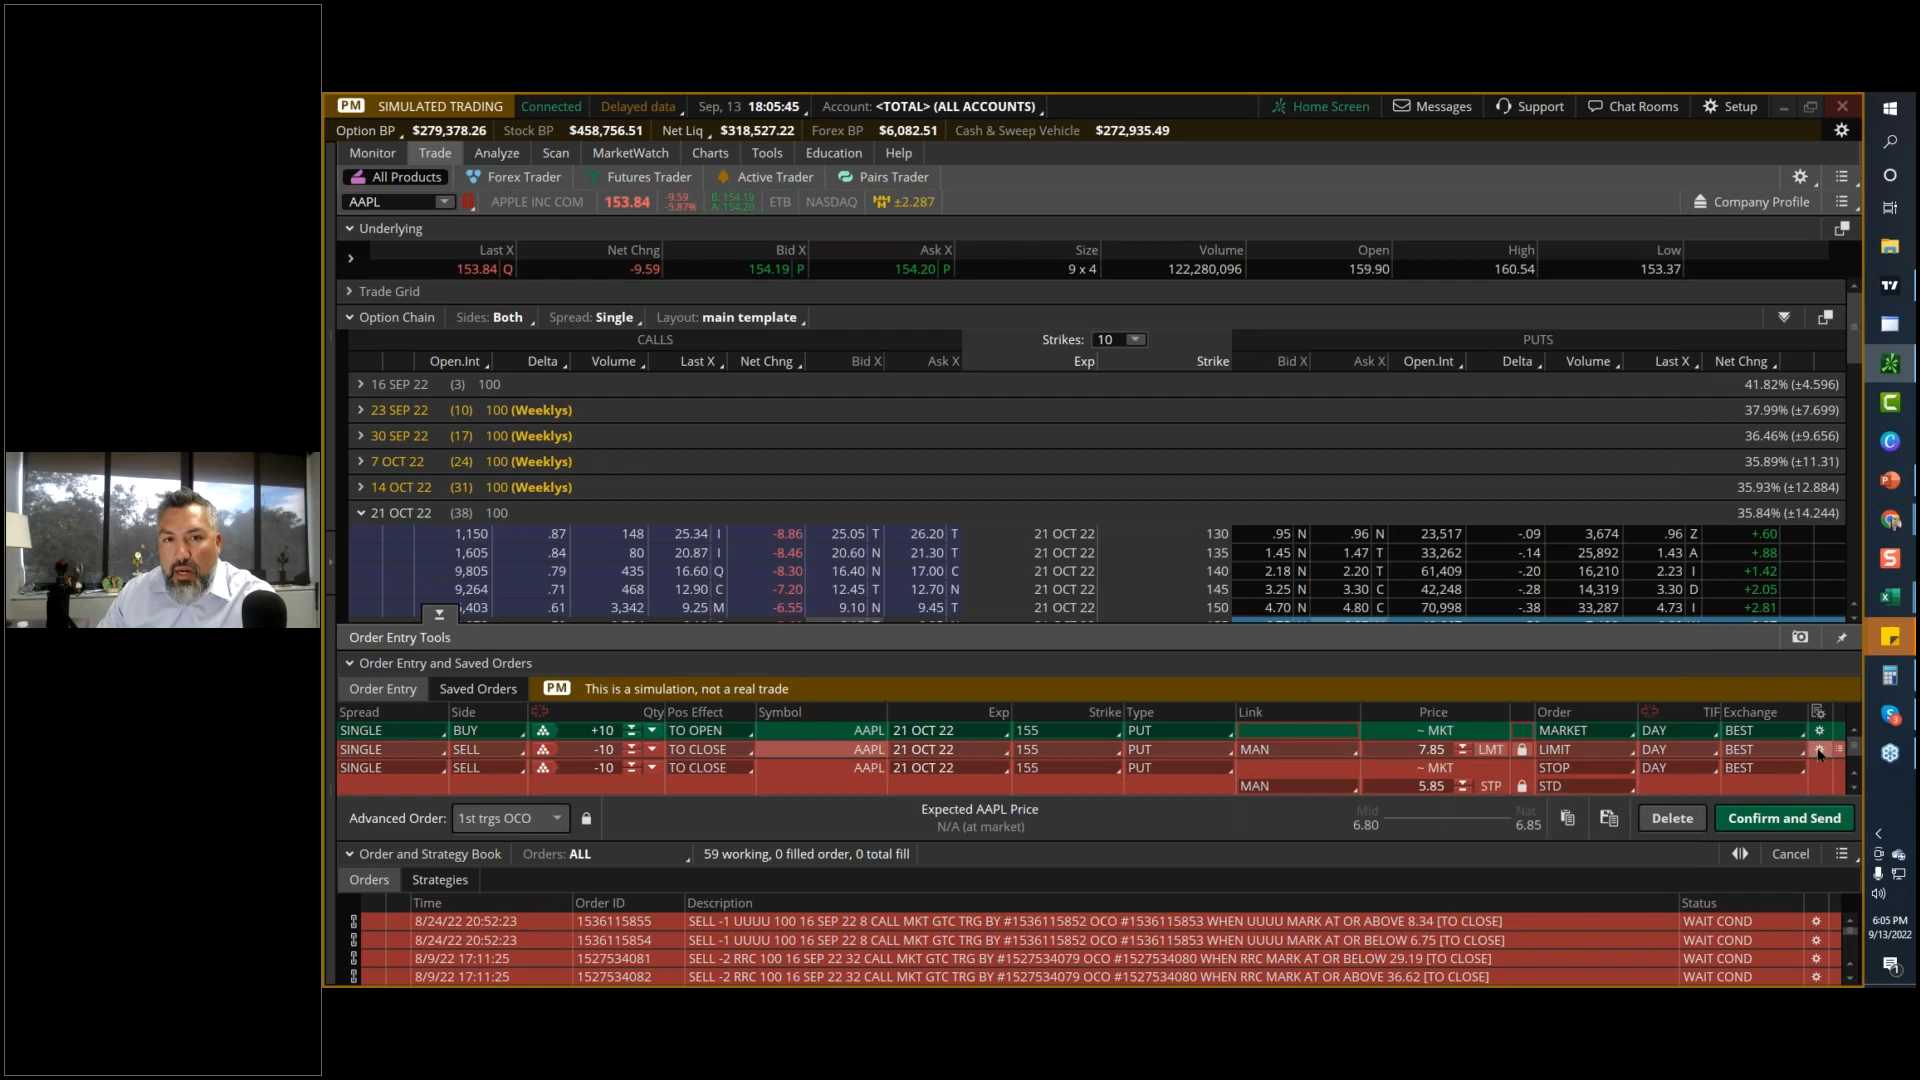 PM SIMULATED TRADING Connected Delayed data Sep, 13 18:05:45 Account: <TOTAL> (ALL ACCOUNTS) Home Screen Messages Support Chat Rooms Setup
Option BP $279,378.26 Stock BP $458,756.51 Net Liq $318,527.22 Forex BP $6,082.51 Cash & Sweep Vehicle $272,935.49
Monitor Trade Analyze Scan MarketWatch Charts Tools Education Help
All Products Forex Trader Futures Trader Active Trader Pairs Trader
AAPL APPLE INC COM 153.84 -9.59 -5.87% B: 154.19 A: 154.20 ETB NASDAQ ±2.287 Company Profile
Underlying
Last X Net Chng Bid X Ask X Size Volume Open High Low
153.84 Q -9.59 154.19 P 154.20 P 9 x 4 122,280,096 159.90 160.54 153.37
Trade Grid
Option Chain Sides: Both Spread: Single Layout: main template
CALLS Strikes: 10 PUTS
Open.Int Delta Volume Last X Net Chng Bid X Ask X Exp Strike Bid X Ask X Open.Int Delta Volume Last X Net Chng
16 SEP 22 (3) 100 41.82% (±4.596)
23 SEP 22 (10) 100 (Weeklys) 37.99% (±7.699)
30 SEP 22 (17) 100 (Weeklys) 36.46% (±9.656)
7 OCT 22 (24) 100 (Weeklys) 35.89% (±11.31)
14 OCT 22 (31) 100 (Weeklys) 35.93% (±12.884)
21 OCT 22 (38) 100 35.84% (±14.244)
1,150 .87 148 25.34 I -8.86 25.05 T 26.20 T 21 OCT 22 130 .95 N .96 N 23,517 -.09 3,674 .96 Z +.60
1,605 .84 80 20.87 I -8.46 20.60 N 21.30 T 21 OCT 22 135 1.45 N 1.47 T 33,262 -.14 25,892 1.43 A +.88
9,805 .79 435 16.60 Q -8.30 16.40 N 17.00 C 21 OCT 22 140 2.18 N 2.20 T 61,409 -.20 16,210 2.23 I +1.42
9,264 .71 468 12.90 C -7.20 12.45 T 12.70 N 21 OCT 22 145 3.25 N 3.30 C 42,248 -.28 14,319 3.30 D +2.05
,403 .61 3,342 9.25 M -6.55 9.10 N 9.45 T 21 OCT 22 150 4.70 N 4.80 C 70,998 -.38 33,287 4.73 I +2.81
Order Entry Tools
Order Entry and Saved Orders
Order Entry Saved Orders PM This is a simulation, not a real trade
Spread Side Qty Pos Effect Symbol Exp Strike Type Link Price Order TIF Exchange
SINGLE BUY +10 TO OPEN AAPL 21 OCT 22 155 PUT ~ MKT MARKET DAY BEST
SINGLE SELL -10 TO CLOSE AAPL 21 OCT 22 155 PUT MAN 7.85 LMT LIMIT DAY BEST
SINGLE SELL -10 TO CLOSE AAPL 21 OCT 22 155 PUT ~ MKT STOP DAY BEST
MAN 5.85 STP STD
Advanced Order: 1st trgs OCO Expected AAPL Price N/A (at market) Mid 6.80 Nat 6.85 Delete Confirm and Send
Order and Strategy Book Orders: ALL 59 working, 0 filled order, 0 total fill Cancel
Orders Strategies
Time Order ID Description Status
8/24/22 20:52:23 1536115855 SELL -1 UUUU 100 16 SEP 22 8 CALL MKT GTC TRG BY #1536115852 OCO #1536115853 WHEN UUUU MARK AT OR ABOVE 8.34 [TO CLOSE] WAIT COND
8/24/22 20:52:23 1536115854 SELL -1 UUUU 100 16 SEP 22 8 CALL MKT GTC TRG BY #1536115852 OCO #1536115853 WHEN UUUU MARK AT OR BELOW 6.75 [TO CLOSE] WAIT COND
8/9/22 17:11:25 1527534081 SELL -2 RRC 100 16 SEP 22 32 CALL MKT GTC TRG BY #1527534079 OCO #1527534080 WHEN RRC MARK AT OR BELOW 29.19 [TO CLOSE] WAIT COND
8/9/22 17:11:25 1527534082 SELL -2 RRC 100 16 SEP 22 32 CALL MKT GTC TRG BY #1527534079 OCO #1527534080 WHEN RRC MARK AT OR ABOVE 36.62 [TO CLOSE] WAIT COND
6:05 PM
9/13/2022